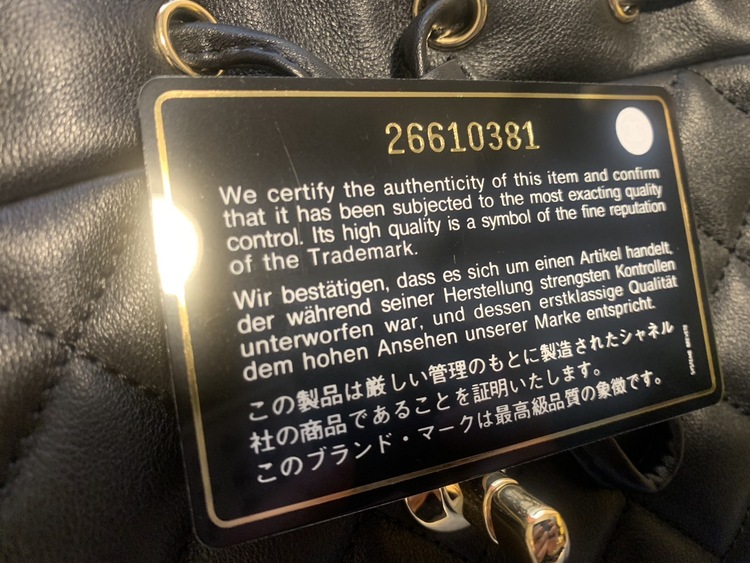 26610381
We certify the authenticity of this item and confirm
that it has been subjected to the most exacting quality
control. Its high quality is a symbol of the fine reputation
of the Trademark.
Wir bestätigen, dass es sich um einen Artikel handelt,
der während seiner Herstellung strengsten Kontrollen
unterworfen war, und dessen erstklassige Qualität
dem hohen Ansehen unserer Marke entspricht.
この製品は厳しい管理のもとに製造されたシャネル
社の商品であることを証明いたします。
このブランド・マークは最高級品質の象徴です。